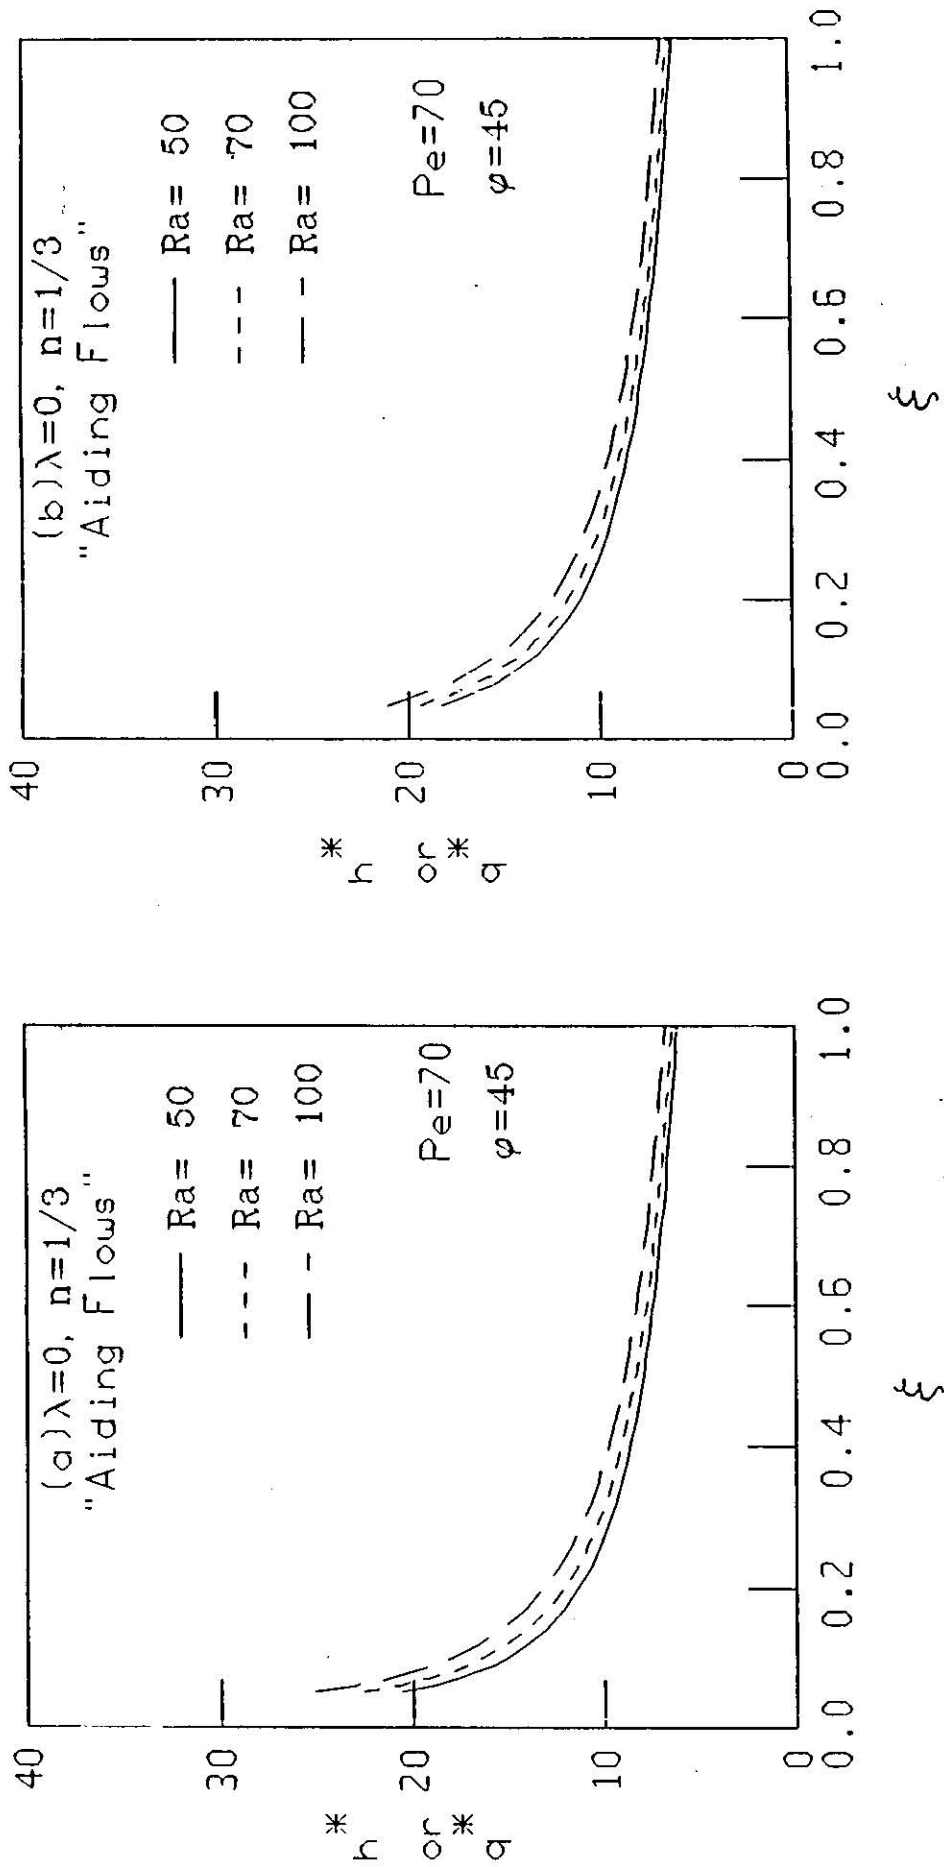 (a)λ=0, n=1/3
"Aiding Flows"
Ra= 50
Ra= 70
Ra= 100
Pe=70
φ=45
40
30
20
10
0
h*
or
q*
0.0 0.2 0.4 0.6 0.8 1.0
ξ
(b)λ=0, n=1/3
"Aiding Flows"
Ra= 50
Ra= 70
Ra= 100
Pe=70
φ=45
40
30
20
10
0
h*
or
q*
0.0 0.2 0.4 0.6 0.8 1.0
ξ